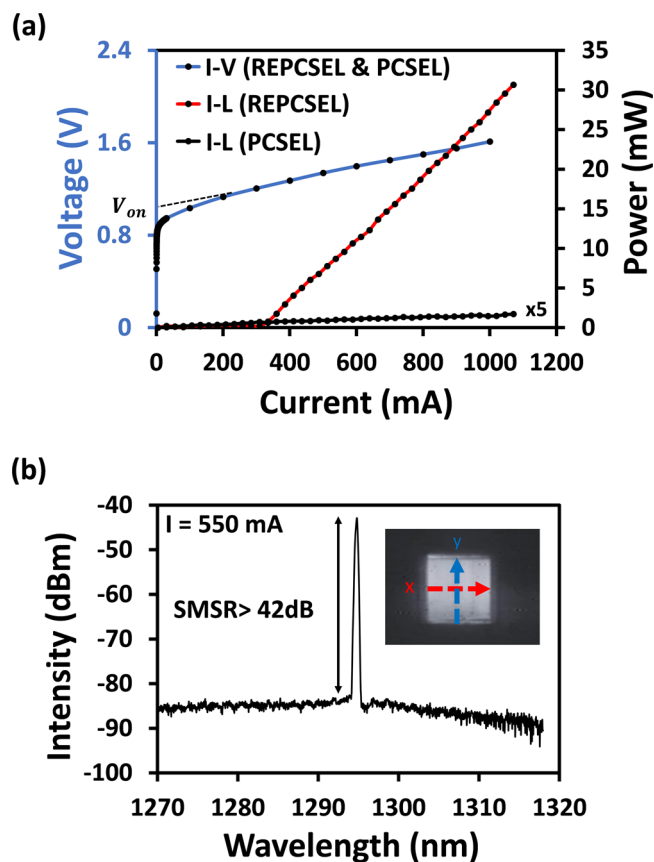 (a)
2.4
1.6
0.8
0
Voltage (V)
V_on
I-V (REPCSEL & PCSEL)
I-L (REPCSEL)
I-L (PCSEL)
x5
35
30
25
20
15
10
5
0
Power (mW)
0 200 400 600 800 1000 1200
Current (mA)
(b)
-40
-50
-60
-70
-80
-90
-100
Intensity (dBm)
I = 550 mA
SMSR> 42dB
y
x
1270 1280 1290 1300 1310 1320
Wavelength (nm)